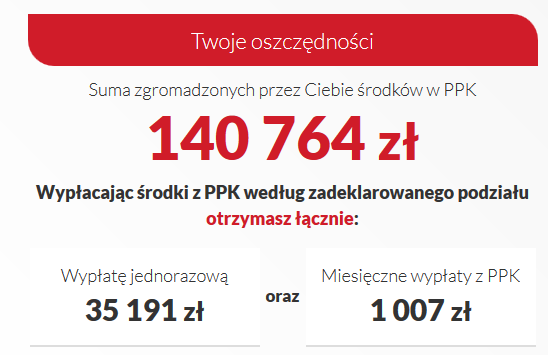 Twoje oszczędności
Suma zgromadzonych przez Ciebie środków w PPK
140 764 zł
Wypłacając środki z PPK według zadeklarowanego podziału
otrzymasz łącznie:
Wypłatę jednorazową
35 191 zł
oraz
Miesięczne wypłaty z PPK
1 007 zł